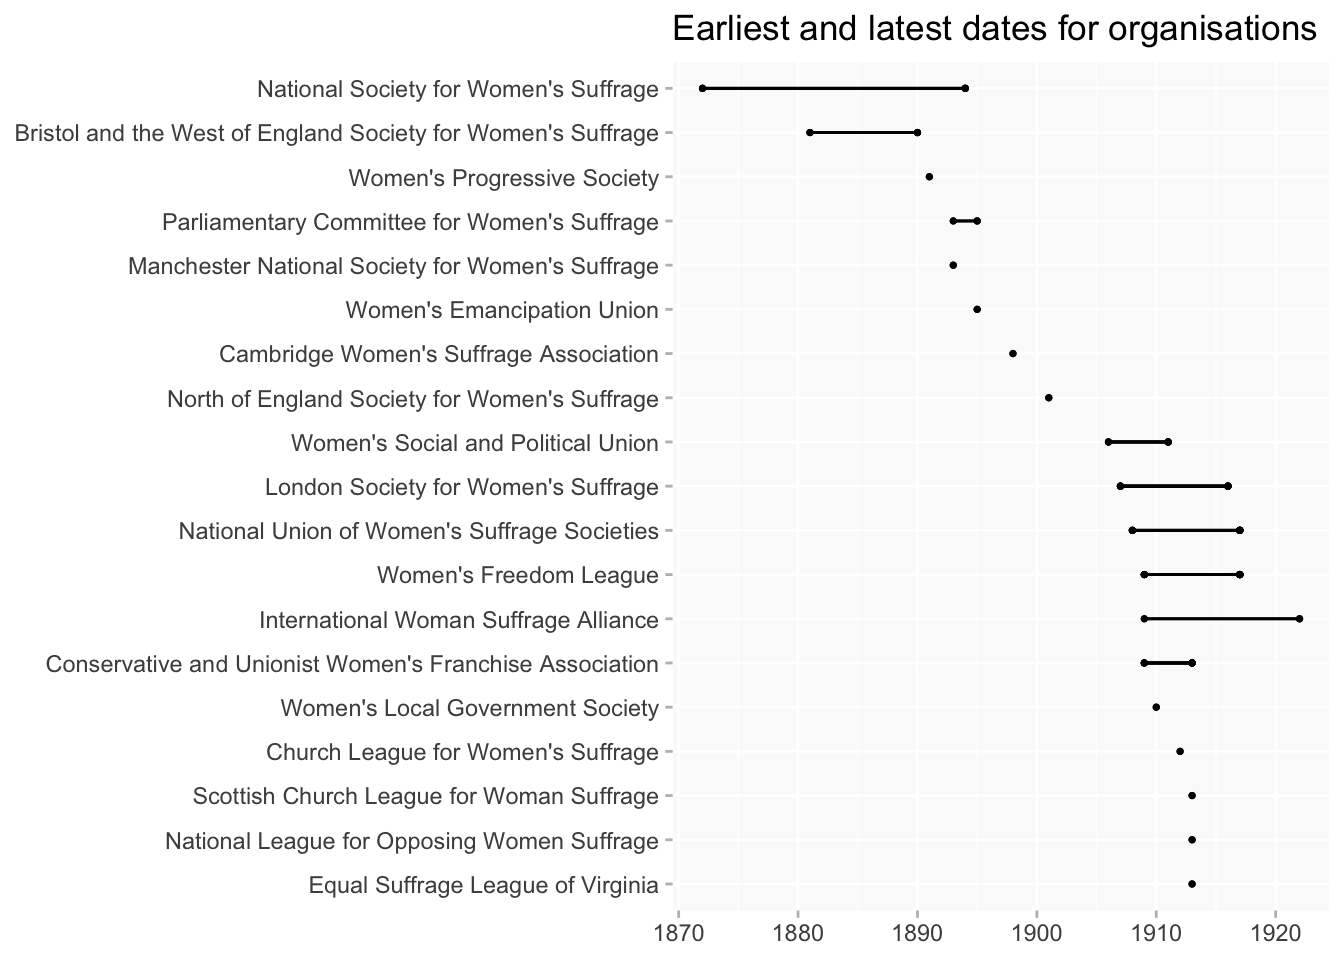 Earliest and latest dates for organisations
National Society for Women's Suffrage
Bristol and the West of England Society for Women's Suffrage
Women's Progressive Society
Parliamentary Committee for Women's Suffrage
Manchester National Society for Women's Suffrage
Women's Emancipation Union
Cambridge Women's Suffrage Association
North of England Society for Women's Suffrage
Women's Social and Political Union
London Society for Women's Suffrage
National Union of Women's Suffrage Societies
Women's Freedom League
International Woman Suffrage Alliance
Conservative and Unionist Women's Franchise Association
Women's Local Government Society
Church League for Women's Suffrage
Scottish Church League for Woman Suffrage
National League for Opposing Women Suffrage
Equal Suffrage League of Virginia
1870 1880 1890 1900 1910 1920